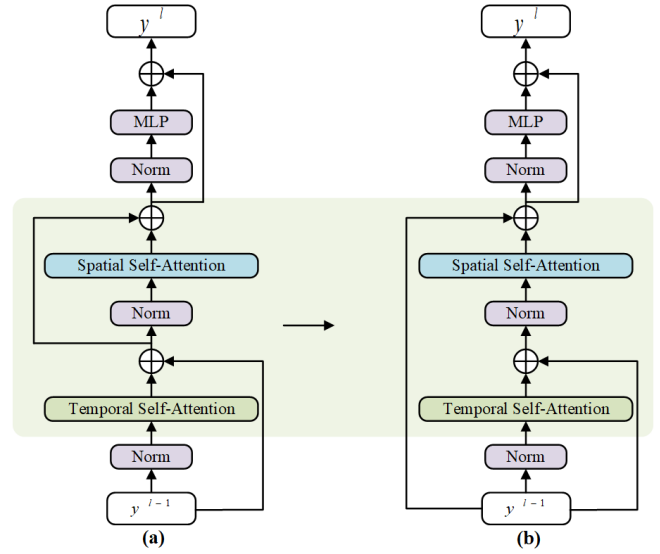 y l
MLP
Norm
Spatial Self-Attention
Norm
Temporal Self-Attention
Norm
y l − 1
(a)
y l
MLP
Norm
Spatial Self-Attention
Norm
Temporal Self-Attention
Norm
y l − 1
(b)